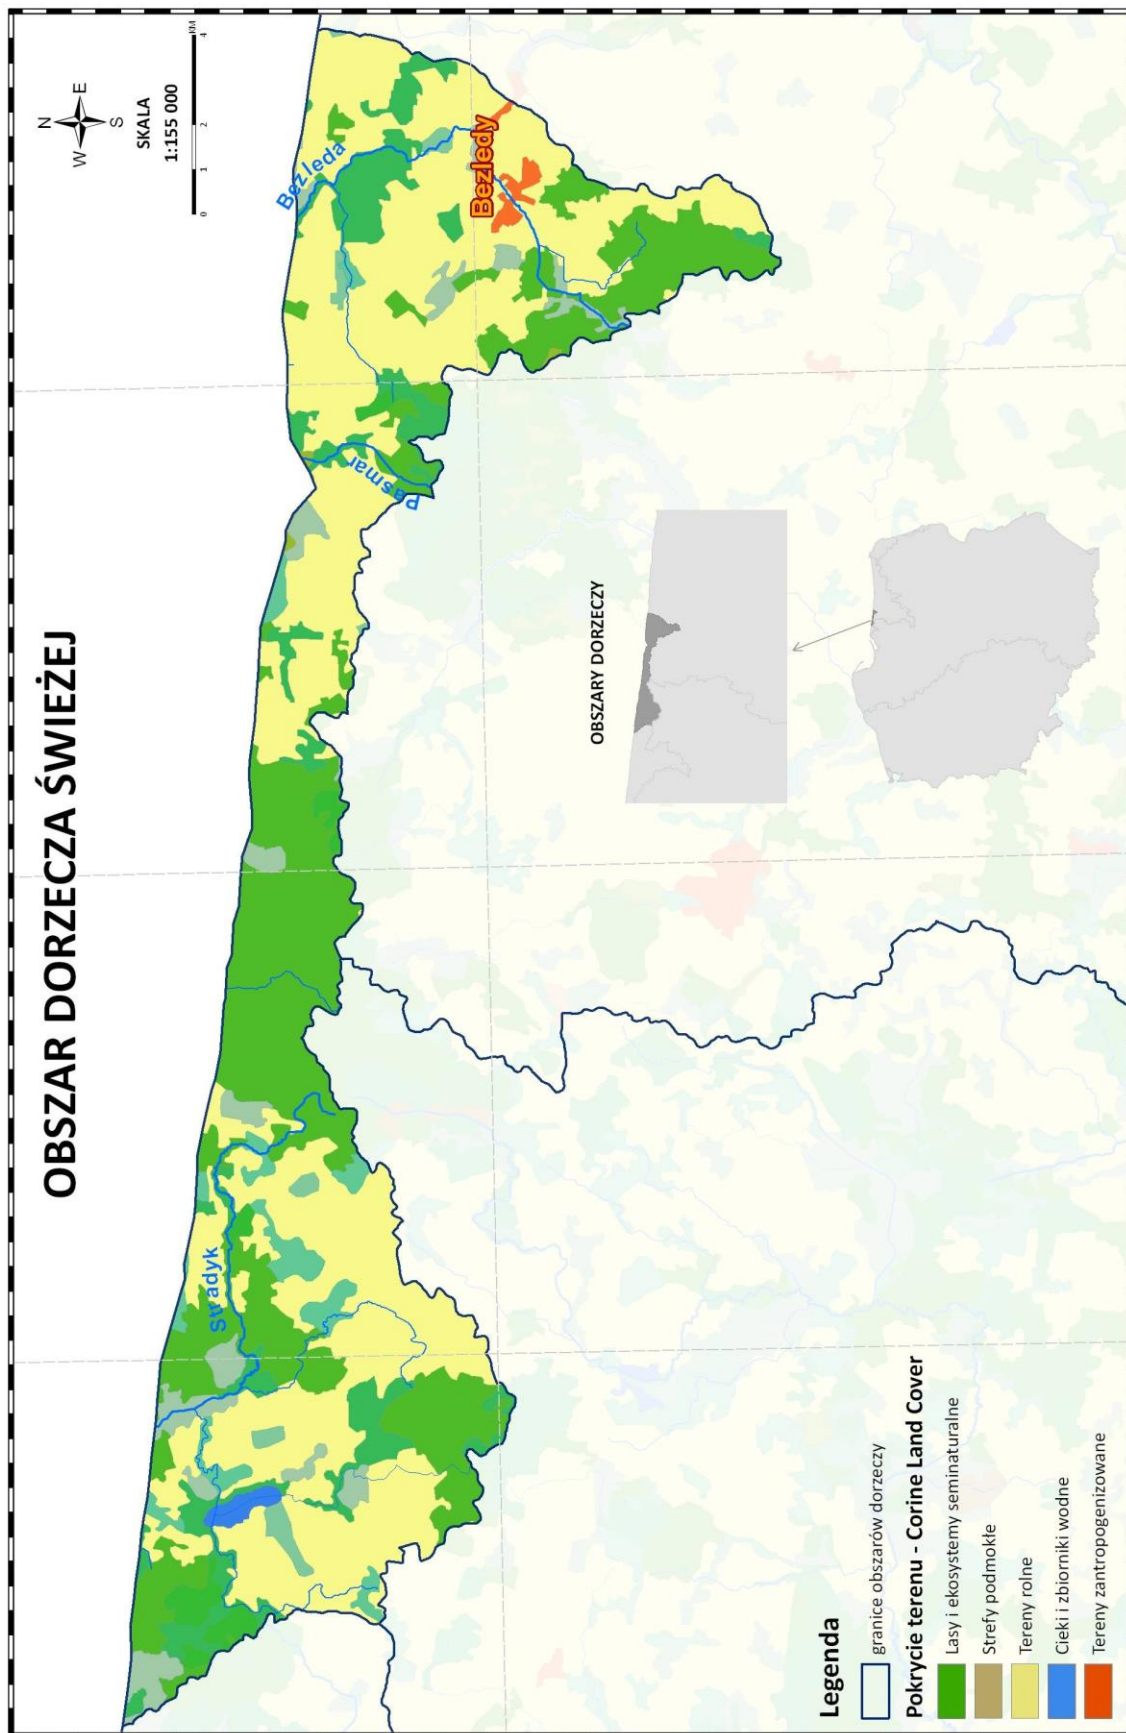 OBSZAR DORZECZA ŚWIEŻEJ
N
W E
S
SKALA
1:155 000
KM
0 1 2 4
Stradyk
Pasmar
Bezleda
Bezledy
OBSZARY DORZECZY
Legenda
granice obszarów dorzeczy
Pokrycie terenu - Corine Land Cover
Lasy i ekosystemy seminaturalne
Strefy podmokłe
Tereny rolne
Cieki i zbiorniki wodne
Tereny zantropogenizowane